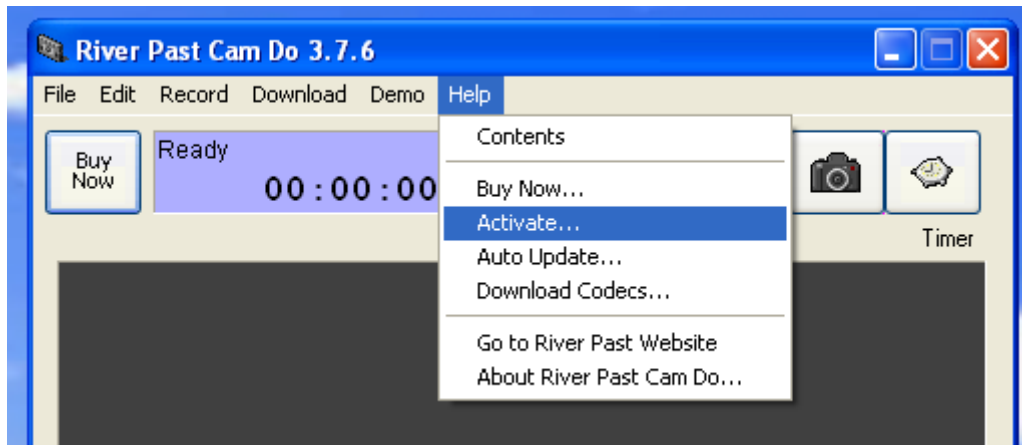 River Past Cam Do 3.7.6
File Edit Record Download Demo Help
Buy
Now
Ready
00:00:00
Contents
Buy Now...
Activate...
Auto Update...
Download Codecs...
Go to River Past Website
About River Past Cam Do...
Timer